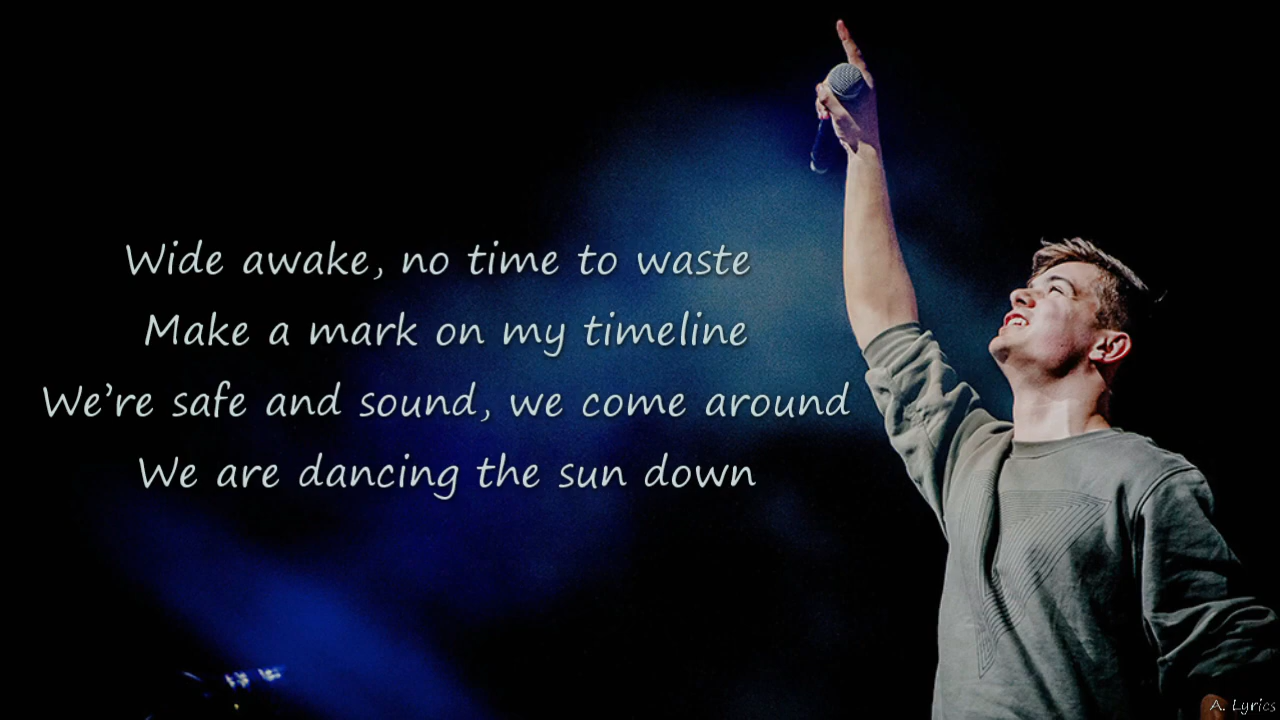 Wide awake, no time to waste
Make a mark on my timeline
We’re safe and sound, we come around
We are dancing the sun down
A. Lyrics